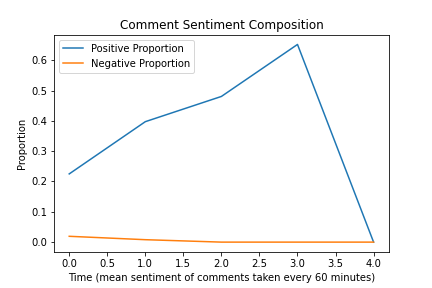 Comment Sentiment Composition
Positive Proportion
Negative Proportion
Proportion
0.6
0.5
0.4
0.3
0.2
0.1
0.0
0.0 0.5 1.0 1.5 2.0 2.5 3.0 3.5 4.0
Time (mean sentiment of comments taken every 60 minutes)